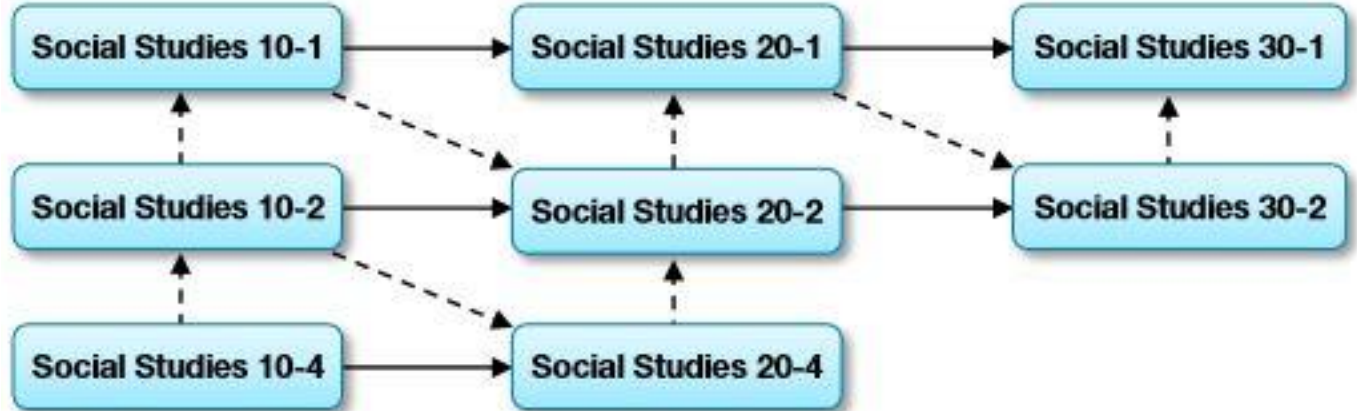 Social Studies 10-1
Social Studies 20-1
Social Studies 30-1
Social Studies 10-2
Social Studies 20-2
Social Studies 30-2
Social Studies 10-4
Social Studies 20-4